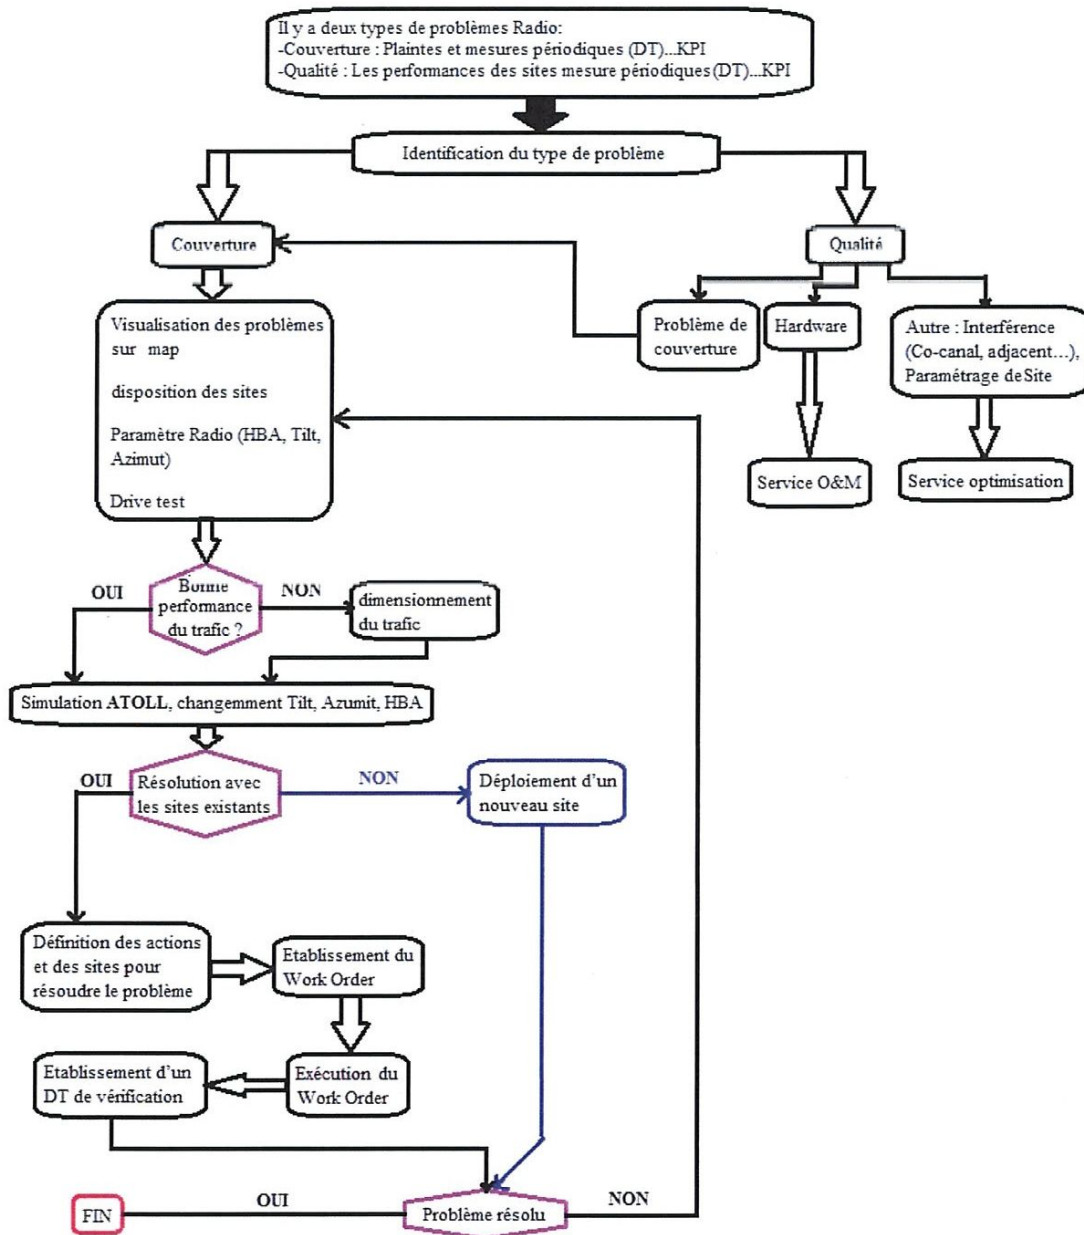 Il y a deux types de problèmes Radio:
-Couverture : Plaintes et mesures périodiques (DT)...KPI
-Qualité : Les performances des sites mesure périodiques (DT)...KPI
Identification du type de problème
Couverture
Qualité
Visualisation des problèmes
sur map
disposition des sites
Paramètre Radio (HBA, Tilt,
Azimut)
Drive test
Problème de
couverture
Hardware
Autre : Interférence
(Co-canal, adjacent...),
Paramétrage de Site
Service O&M
Service optimisation
OUI
Bonne
performance
du trafic ?
NON
dimensionnement
du trafic
Simulation ATOLL, changemment Tilt, Azumit, HBA
OUI
Résolution avec
les sites existants
NON
Déploiement d'un
nouveau site
Définition des actions
et des sites pour
résoudre le problème
Etablissement du
Work Order
Etablissement d'un
DT de vérification
Exécution du
Work Order
FIN
OUI
Problème résolu
NON